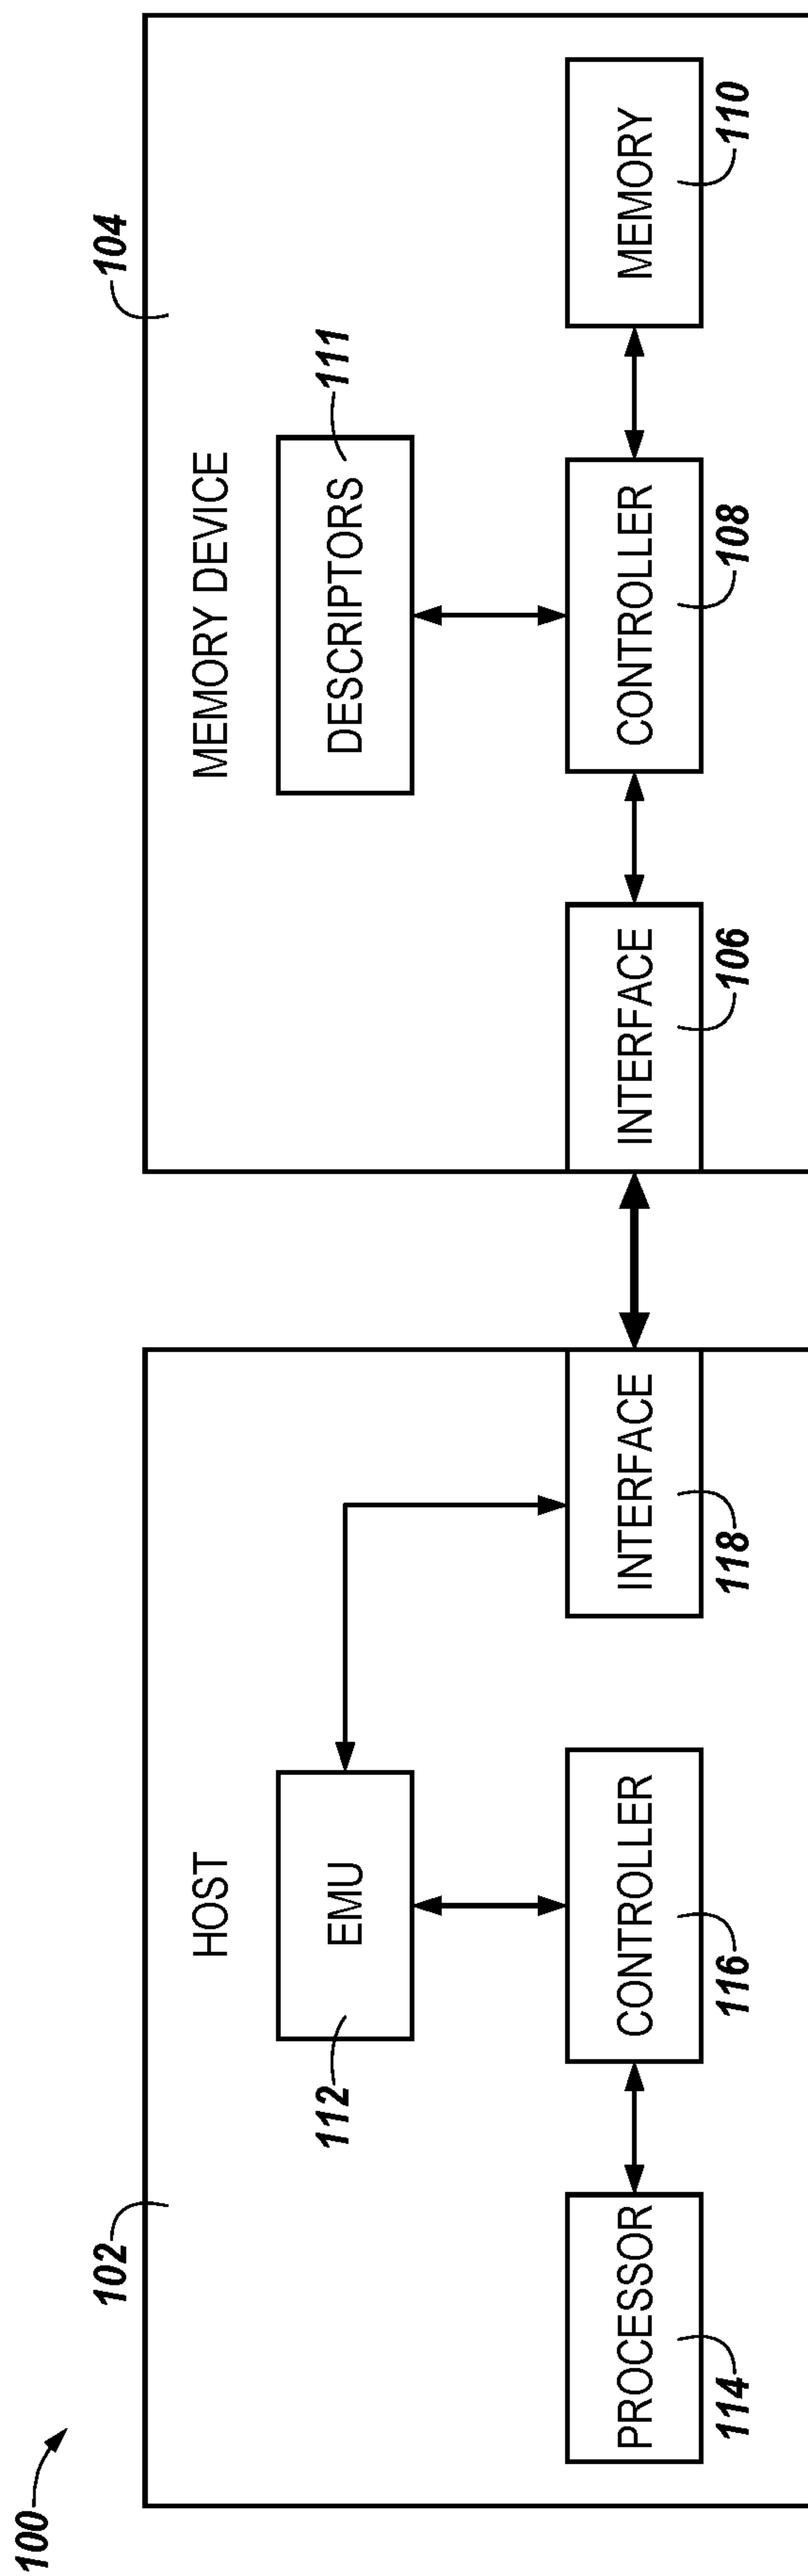 100
102
HOST
112
EMU
PROCESSOR
114
CONTROLLER
116
INTERFACE
118
104
MEMORY DEVICE
DESCRIPTORS
111
INTERFACE
106
CONTROLLER
108
MEMORY
110